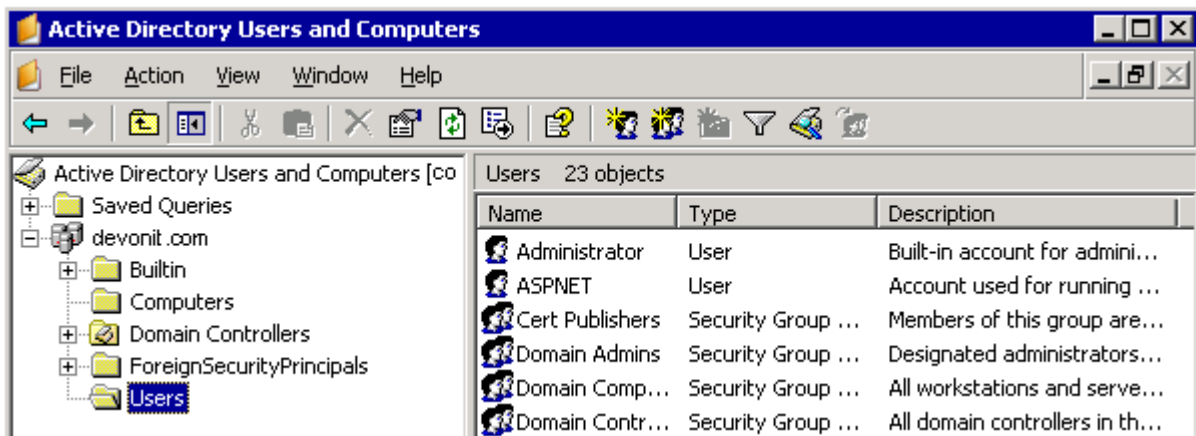 Active Directory Users and Computers
File Action View Window Help
Active Directory Users and Computers [co
Saved Queries
devonit.com
Builtin
Computers
Domain Controllers
ForeignSecurityPrincipals
Users
Users 23 objects
Name Type Description
Administrator User Built-in account for admini...
ASPNET User Account used for running ...
Cert Publishers Security Group ... Members of this group are...
Domain Admins Security Group ... Designated administrators...
Domain Comp... Security Group ... All workstations and serve...
Domain Contr... Security Group ... All domain controllers in th...